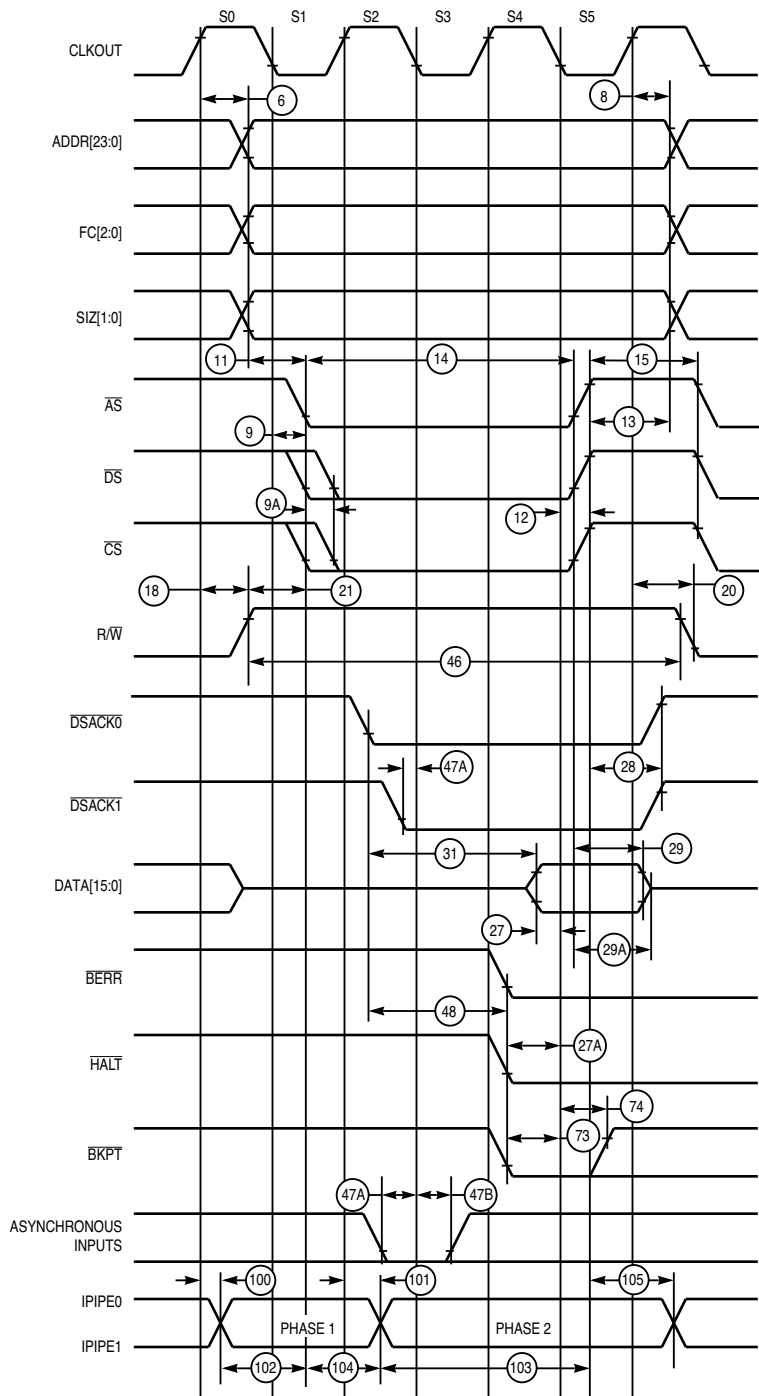 S0 S1 S2 S3 S4 S5
CLKOUT
6 8
ADDR[23:0]
FC[2:0]
SIZ[1:0]
11 14 15
AS
9 13
DS
9A 12
CS
18 21 20
R/W
46
DSACK0
47A 28
DSACK1
31 29
DATA[15:0]
27 29A
BERR
48
27A
HALT
74
73
BKPT
47A 47B
ASYNCHRONOUS
INPUTS
100 101 105
IPIPE0
PHASE 1 PHASE 2
IPIPE1
102 104 103